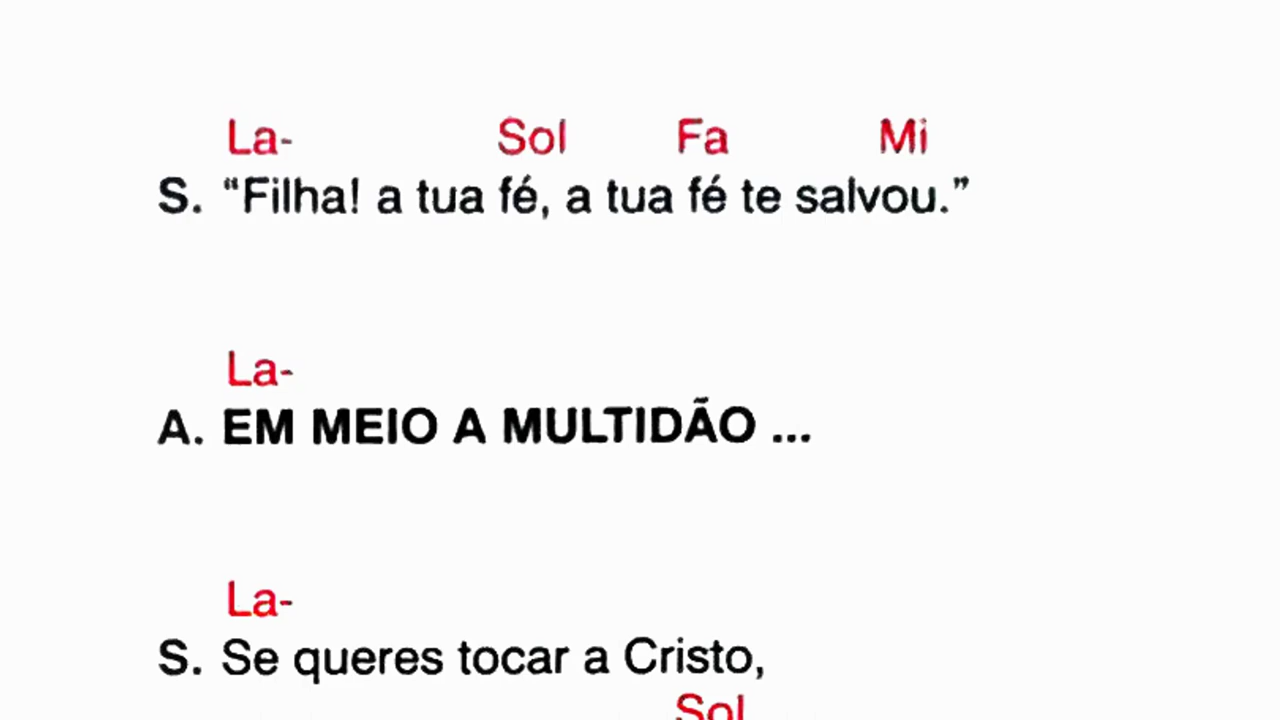 La- Sol Fa Mi
S. “Filha! a tua fé, a tua fé te salvou.”
La-
A. EM MEIO A MULTIDÃO ...
La-
S. Se queres tocar a Cristo,
Sol